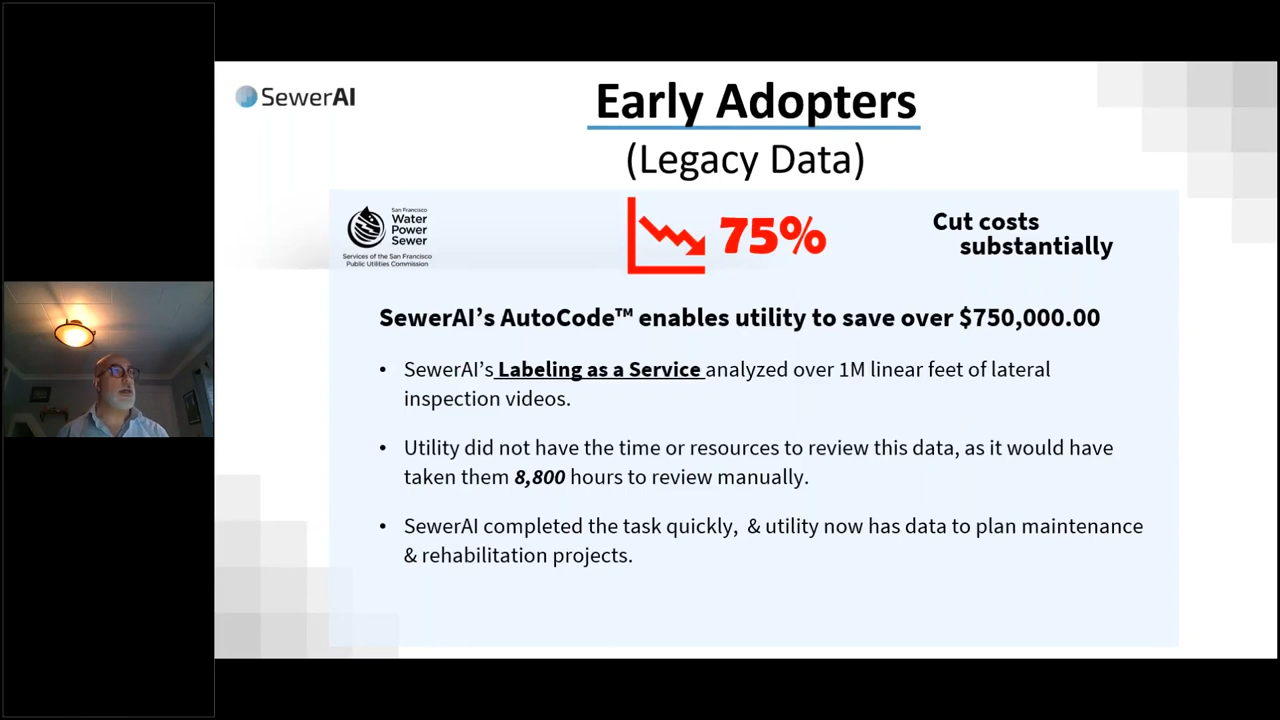 SewerAI
Early Adopters
(Legacy Data)
San Francisco
Water
Power
Sewer
Services of the San Francisco
Public Utilities Commission
75%
Cut costs
substantially
SewerAI’s AutoCode™ enables utility to save over $750,000.00
• SewerAI’s Labeling as a Service analyzed over 1M linear feet of lateral
inspection videos.
• Utility did not have the time or resources to review this data, as it would have
taken them 8,800 hours to review manually.
• SewerAI completed the task quickly, & utility now has data to plan maintenance
& rehabilitation projects.